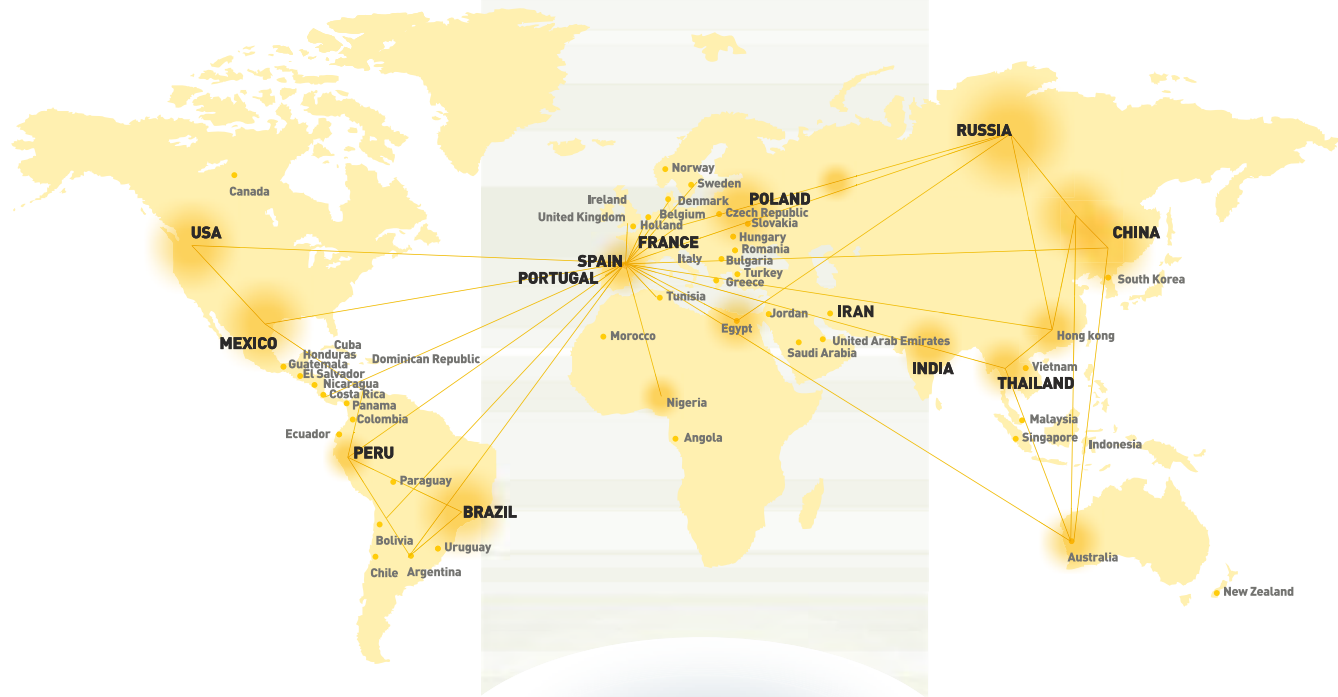 RUSSIA
Norway
Canada
Sweden
Ireland
Denmark
POLAND
United Kingdom
Belgium
Czech Republic
Holland
Slovakia
USA
CHINA
FRANCE
Hungary
Romania
SPAIN
Italy
Bulgaria
PORTUGAL
Turkey
Greece
South Korea
Tunisia
Jordan
IRAN
Egypt
Morocco
Hong kong
MEXICO
Cuba
United Arab Emirates
Honduras
Dominican Republic
Saudi Arabia
Guatemala
INDIA
Vietnam
El Salvador
THAILAND
Nicaragua
Costa Rica
Nigeria
Panama
Colombia
Malaysia
Ecuador
Angola
Singapore
Indonesia
PERU
Paraguay
BRAZIL
Bolivia
Uruguay
Australia
Chile
Argentina
New Zealand